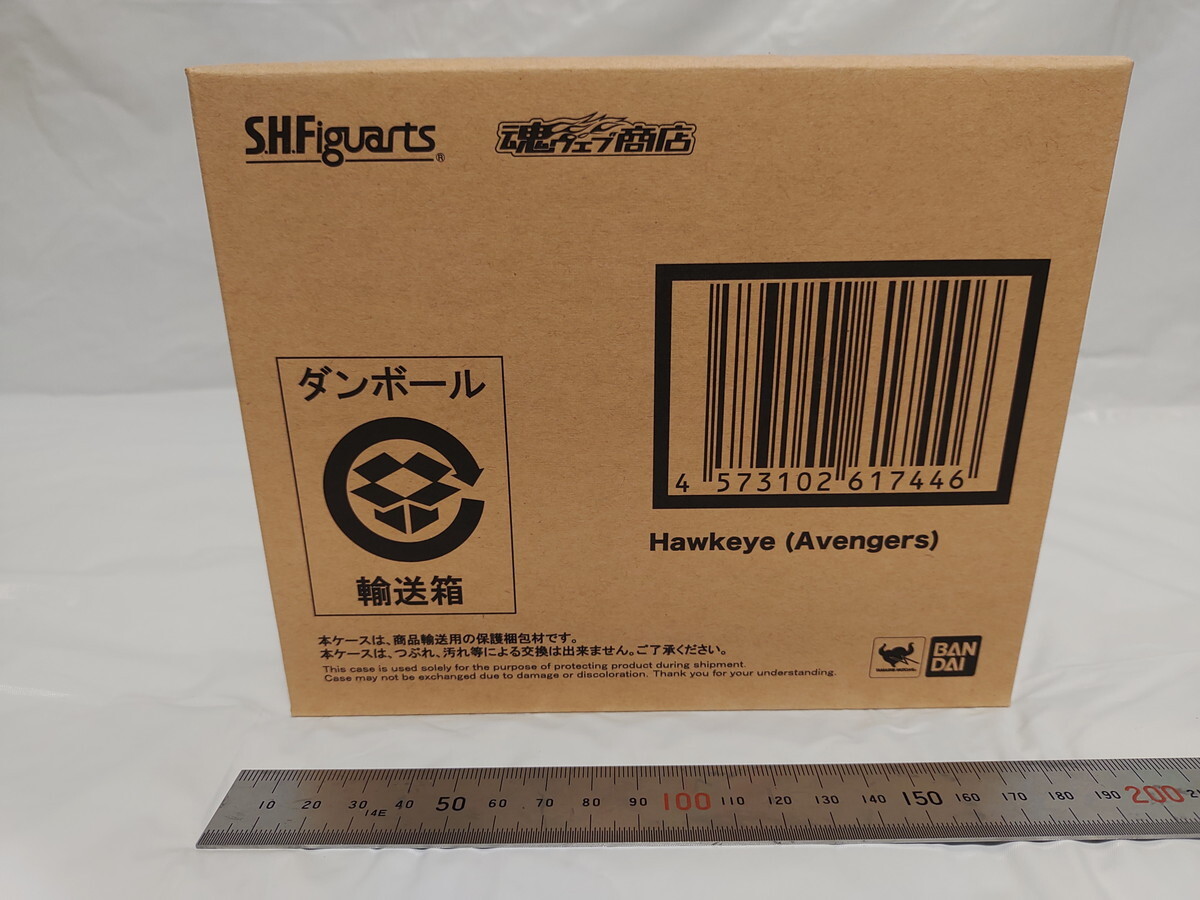 S.H.Figuarts®
魂ウェブ商店
ダンボール
輸送箱
4 573102 617446
Hawkeye (Avengers)
本ケースは、商品輸送用の保護梱包材です。
本ケースは、つぶれ、汚れ等による交換は出来ません。ご了承ください。
This case is used solely for the purpose of protecting product during shipment.
Case may not be exchanged due to damage or discoloration. Thank you for your understanding.
BAN
DAI
10 20 30 40 50 60 70 80 90 100 110 120 130 140 150 160 170 180 190 200
14E